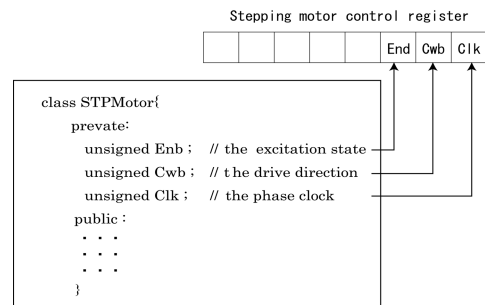 Stepping motor control register
End Cwb Clk
class STPMotor{
prevate:
unsigned Enb ; // the excitation state
unsigned Cwb ; // t he drive direction
unsigned Clk ; // the phase clock
public :
・ ・ ・
・ ・ ・
・ ・ ・
}